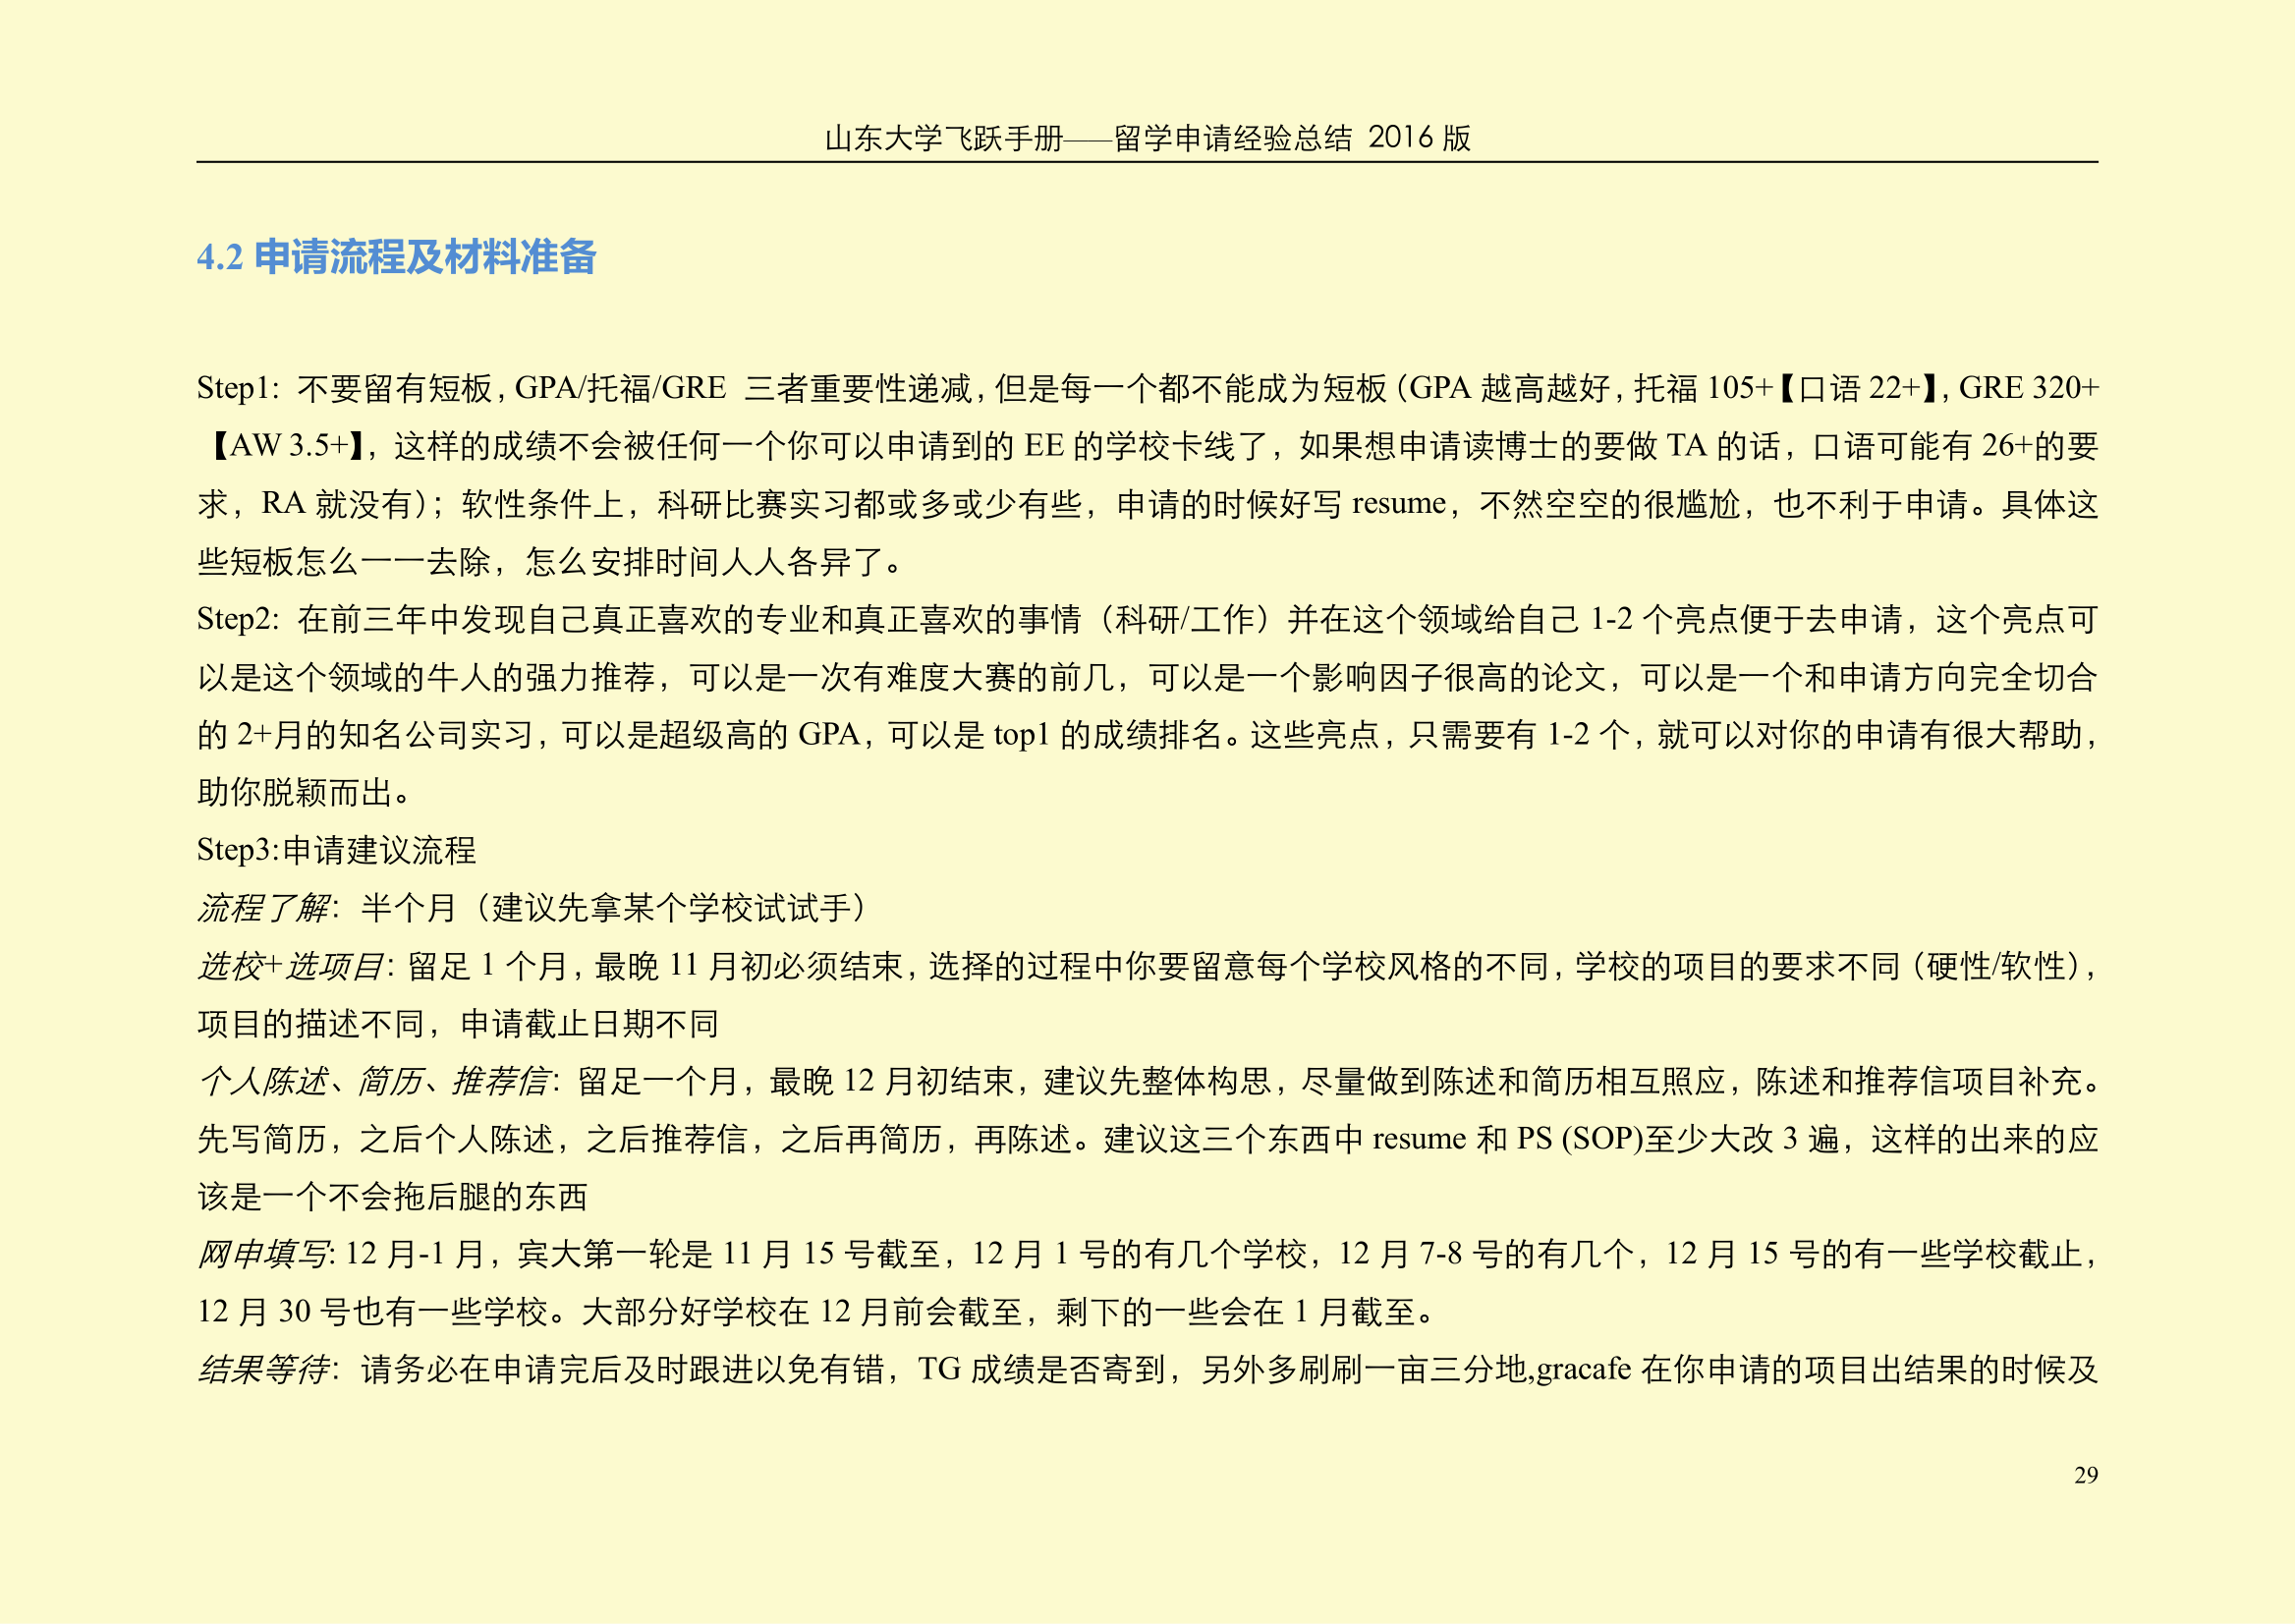 山东大学飞跃手册——留学申请经验总结 2016 版
4.2 申请流程及材料准备
Step1: 不要留有短板，GPA/托福/GRE 三者重要性递减，但是每一个都不能成为短板（GPA 越高越好，托福 105+【口语 22+】，GRE 320+
【AW 3.5+】，这样的成绩不会被任何一个你可以申请到的 EE 的学校卡线了，如果想申请读博士的要做 TA 的话，口语可能有 26+的要
求，RA 就没有）；软性条件上，科研比赛实习都或多或少有些，申请的时候好写 resume，不然空空的很尴尬，也不利于申请。具体这
些短板怎么一一去除，怎么安排时间人人各异了。
Step2: 在前三年中发现自己真正喜欢的专业和真正喜欢的事情（科研/工作）并在这个领域给自己 1-2 个亮点便于去申请，这个亮点可
以是这个领域的牛人的强力推荐，可以是一次有难度大赛的前几，可以是一个影响因子很高的论文，可以是一个和申请方向完全切合
的 2+月的知名公司实习，可以是超级高的 GPA，可以是 top1 的成绩排名。这些亮点，只需要有 1-2 个，就可以对你的申请有很大帮助，
助你脱颖而出。
Step3:申请建议流程
流程了解：半个月（建议先拿某个学校试试手）
选校+选项目：留足 1 个月，最晚 11 月初必须结束，选择的过程中你要留意每个学校风格的不同，学校的项目的要求不同（硬性/软性），
项目的描述不同，申请截止日期不同
个人陈述、简历、推荐信：留足一个月，最晚 12 月初结束，建议先整体构思，尽量做到陈述和简历相互照应，陈述和推荐信项目补充。
先写简历，之后个人陈述，之后推荐信，之后再简历，再陈述。建议这三个东西中 resume 和 PS (SOP)至少大改 3 遍，这样的出来的应
该是一个不会拖后腿的东西
网申填写: 12 月-1 月，宾大第一轮是 11 月 15 号截至，12 月 1 号的有几个学校，12 月 7-8 号的有几个，12 月 15 号的有一些学校截止，
12 月 30 号也有一些学校。大部分好学校在 12 月前会截至，剩下的一些会在 1 月截至。
结果等待：请务必在申请完后及时跟进以免有错，TG 成绩是否寄到，另外多刷刷一亩三分地,gracafe 在你申请的项目出结果的时候及
29